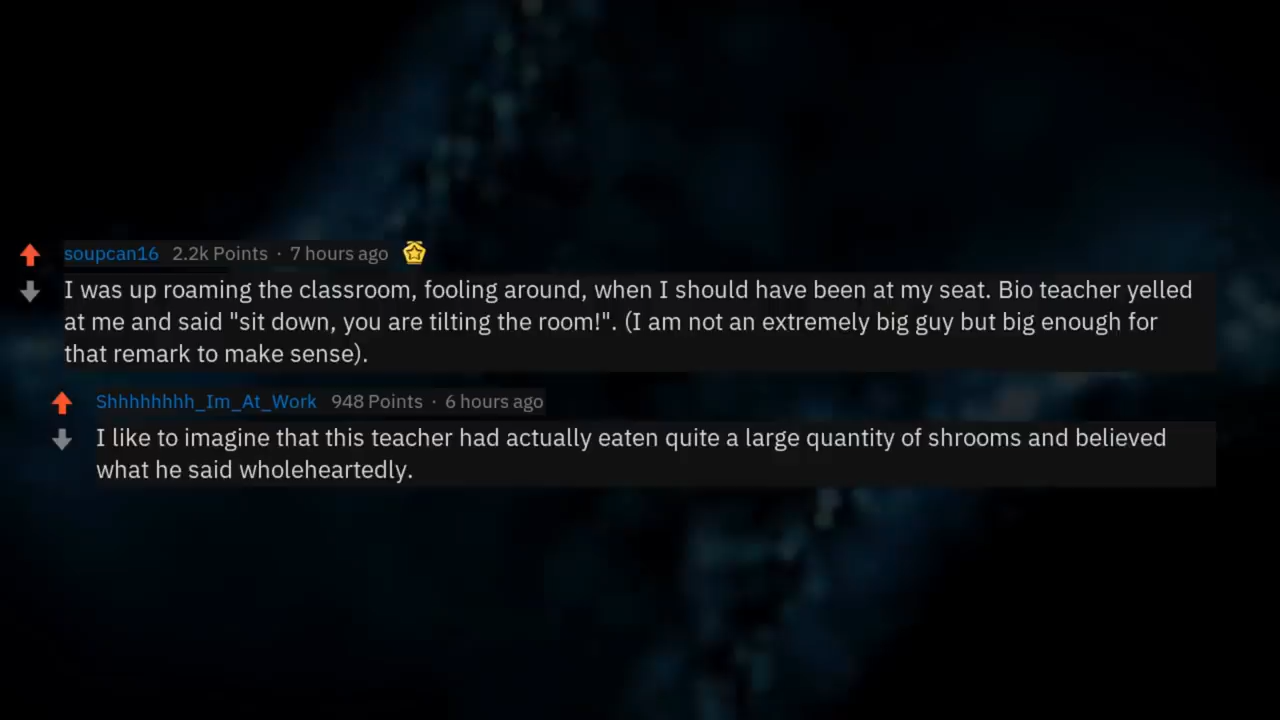 soupcan16 2.2k Points · 7 hours ago
I was up roaming the classroom, fooling around, when I should have been at my seat. Bio teacher yelled
at me and said "sit down, you are tilting the room!". (I am not an extremely big guy but big enough for
that remark to make sense).
Shhhhhhhh_Im_At_Work 948 Points · 6 hours ago
I like to imagine that this teacher had actually eaten quite a large quantity of shrooms and believed
what he said wholeheartedly.